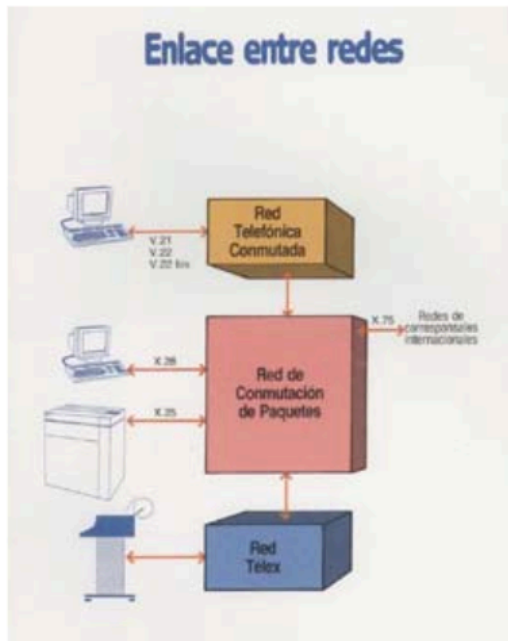 Enlace entre redes
Red
Telefónica
Conmutada
V.21
V.22
V.22 bis
X.75
Redes de
corresponsales
internacionales
X.28
Red de
Conmutación
de Paquetes
X.25
Red
Télex